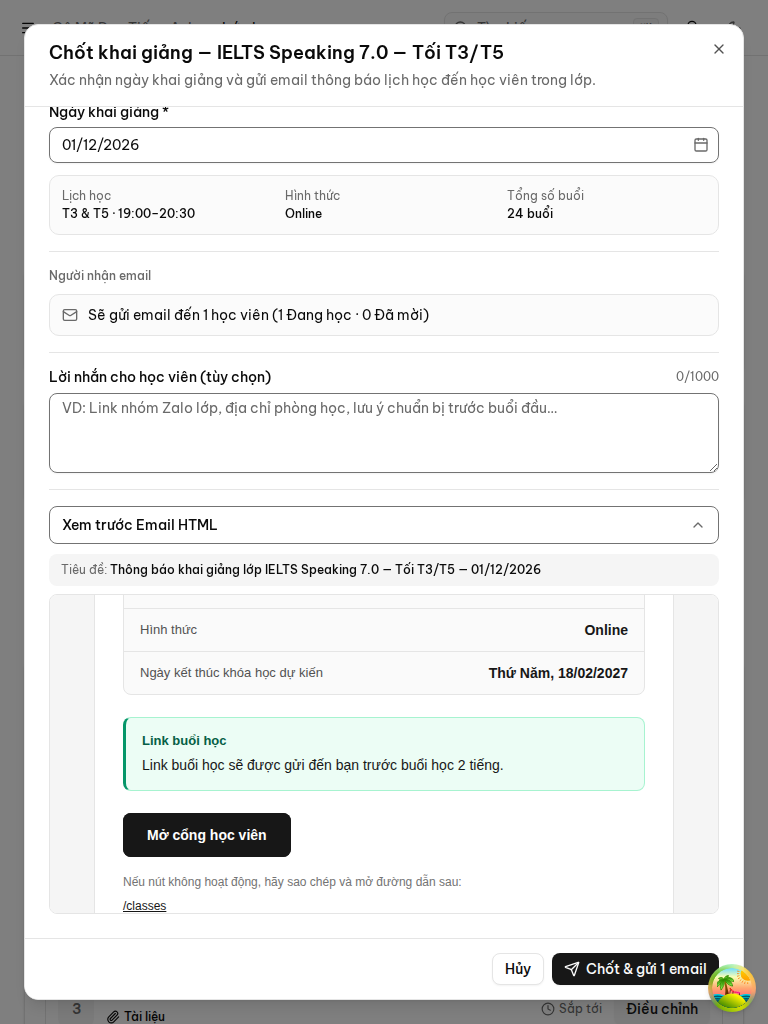 Chốt khai giảng — IELTS Speaking 7.0 — Tối T3/T5
Xác nhận ngày khai giảng và gửi email thông báo lịch học đến học viên trong lớp.
Ngày khai giảng *
01/12/2026
Lịch học
Hình thức
Tổng số buổi
T3 & T5 · 19:00–20:30
Online
24 buổi
Người nhận email
Sẽ gửi email đến 1 học viên (1 Đang học · 0 Đã mời)
Lời nhắn cho học viên (tùy chọn)
0/1000
VD: Link nhóm Zalo lớp, địa chỉ phòng học, lưu ý chuẩn bị trước buổi đầu…
Xem trước Email HTML
Tiêu đề: Thông báo khai giảng lớp IELTS Speaking 7.0 — Tối T3/T5 — 01/12/2026
Hình thức
Online
Ngày kết thúc khóa học dự kiến
Thứ Năm, 18/02/2027
Link buổi học
Link buổi học sẽ được gửi đến bạn trước buổi học 2 tiếng.
Mở cổng học viên
Nếu nút không hoạt động, hãy sao chép và mở đường dẫn sau:
/classes
Hủy
Chốt & gửi 1 email
3
Tài liệu
Sắp tới
Điều chỉnh